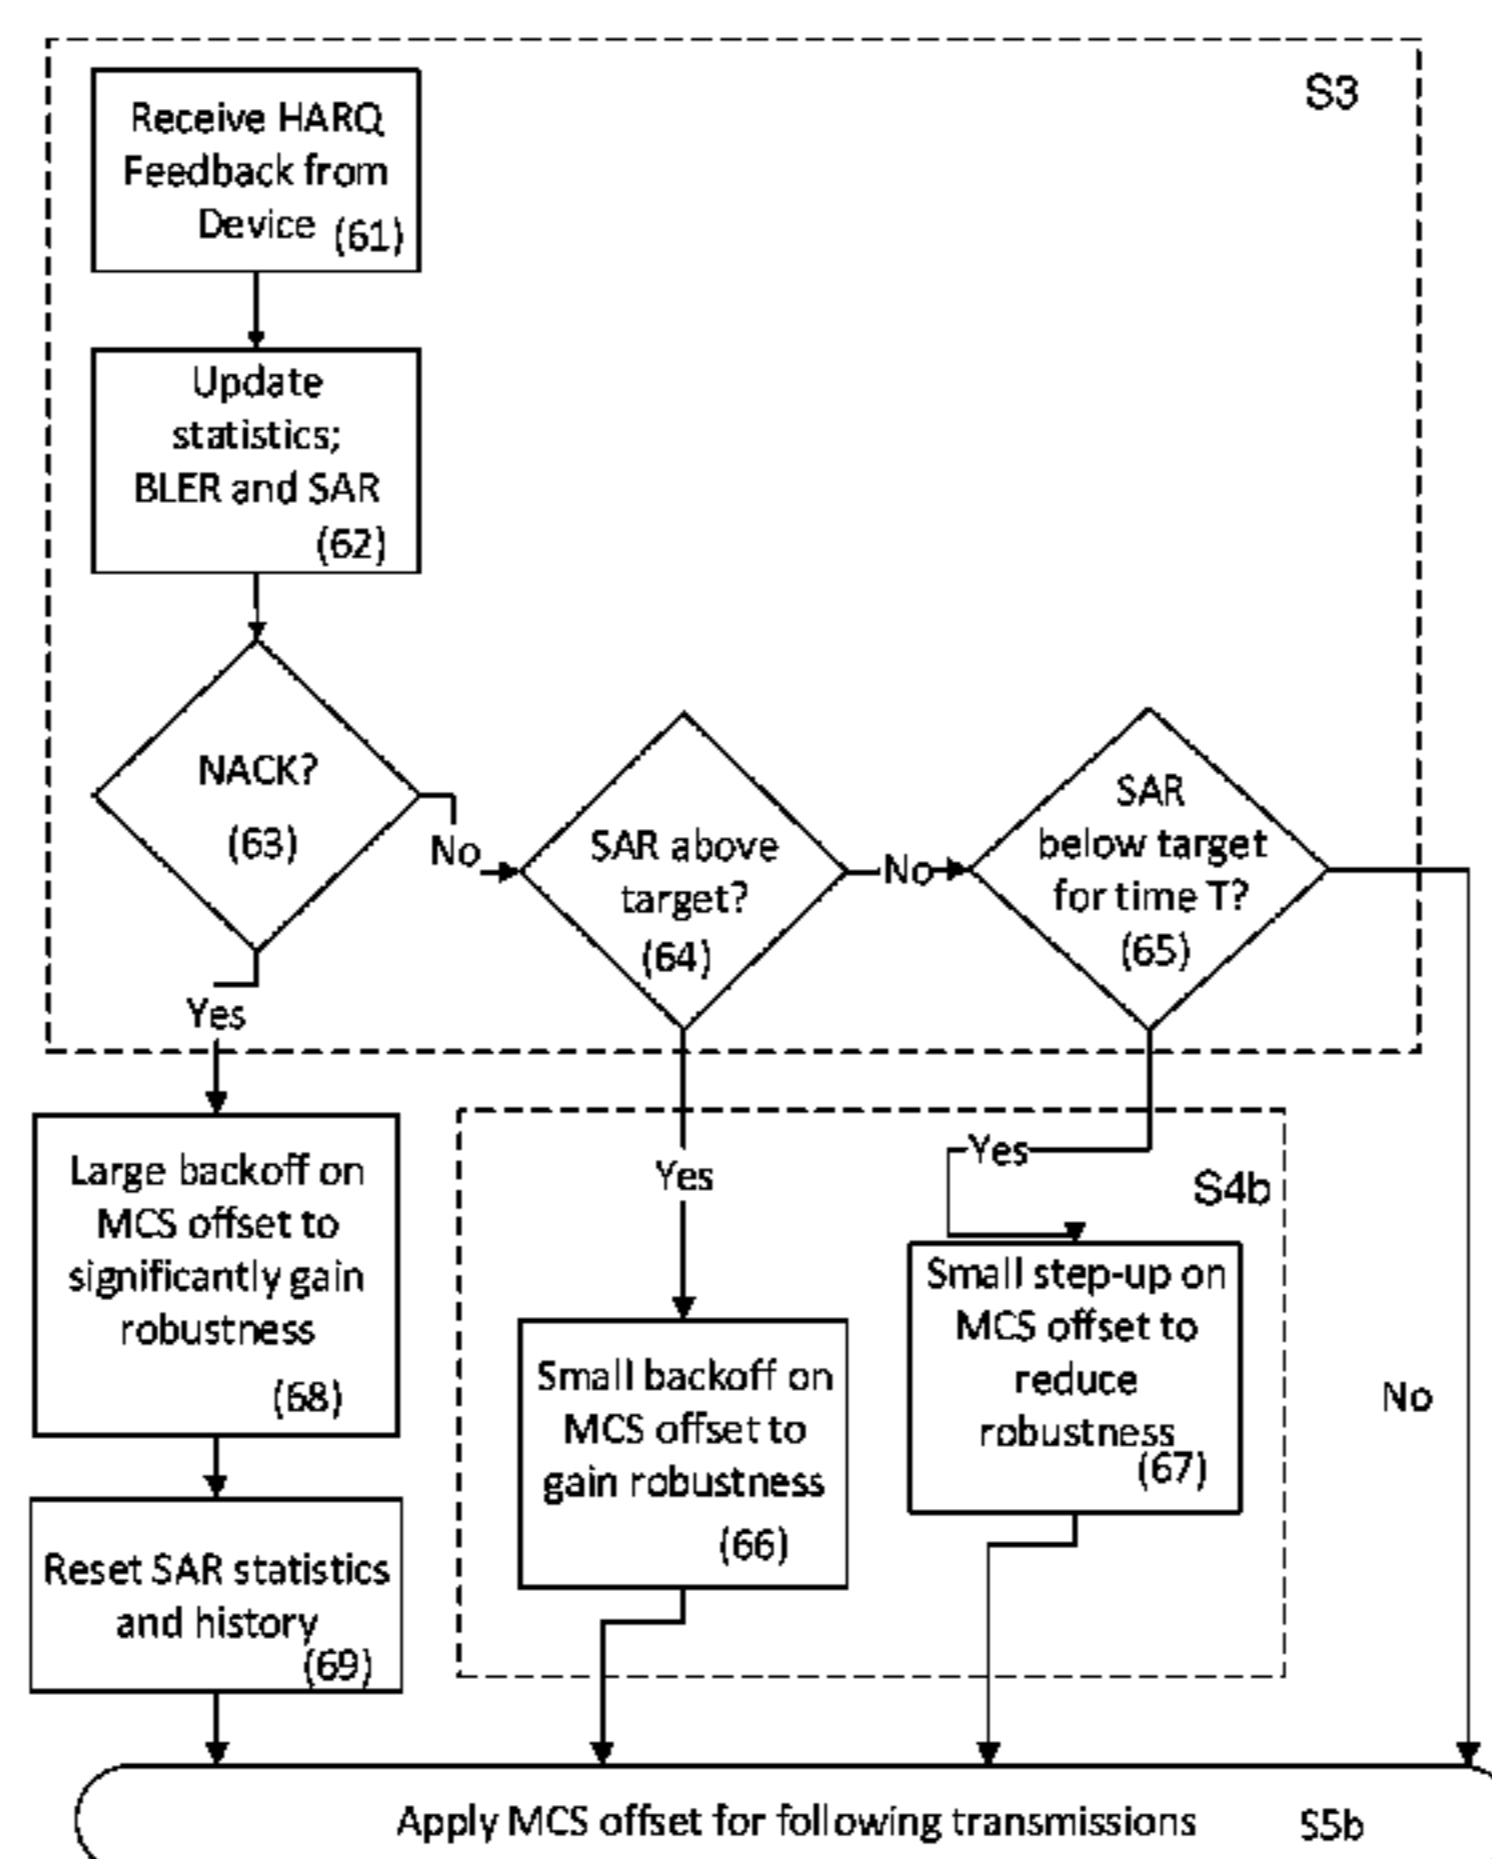 S3
Receive HARQ
Feedback from
Device (61)
Update
statistics;
BLER and SAR
(62)
NACK?
(63)
No
SAR above
target?
(64)
No
SAR
below target
for time T?
(65)
Yes
Large backoff on
MCS offset to
significantly gain
robustness
(68)
Reset SAR statistics
and history
(69)
Yes
Small backoff on
MCS offset to
gain robustness
(66)
Yes
S4b
Small step-up on
MCS offset to
reduce
robustness
(67)
No
Apply MCS offset for following transmissions S5b